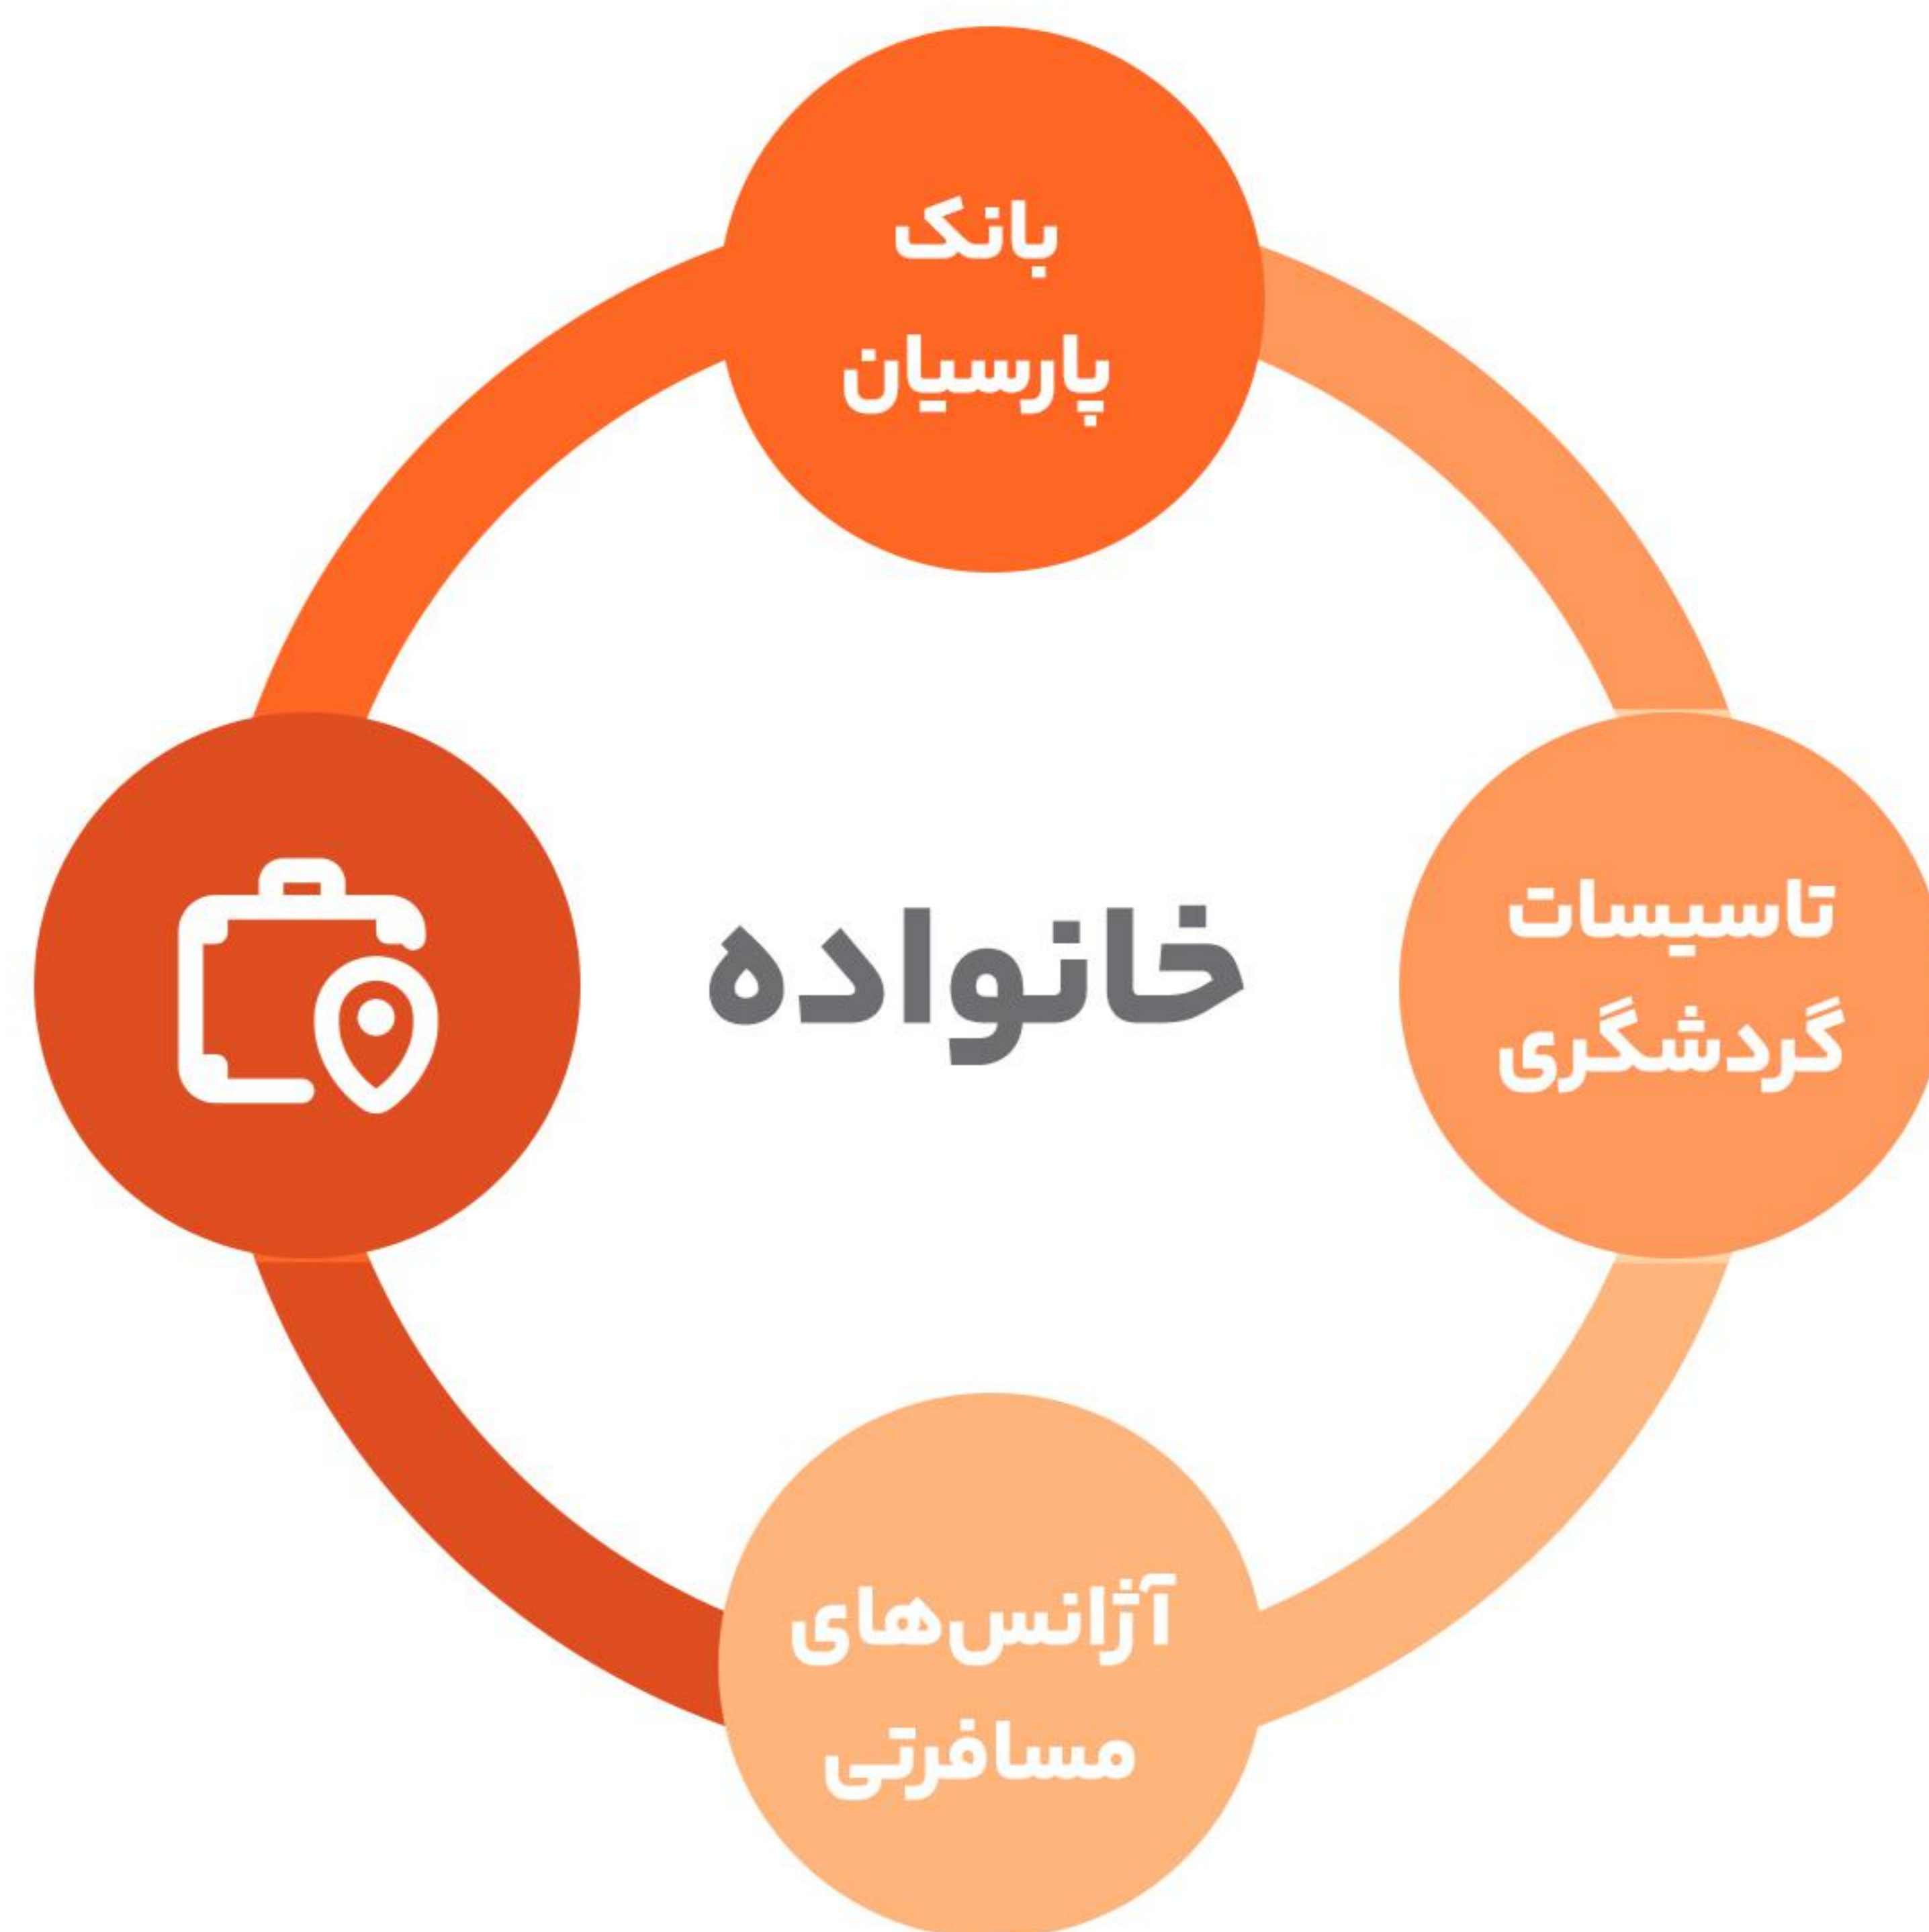 بانک
پارسیان
تاسیسات
گردشگری
خانواده
آژانس‌های
مسافرتی